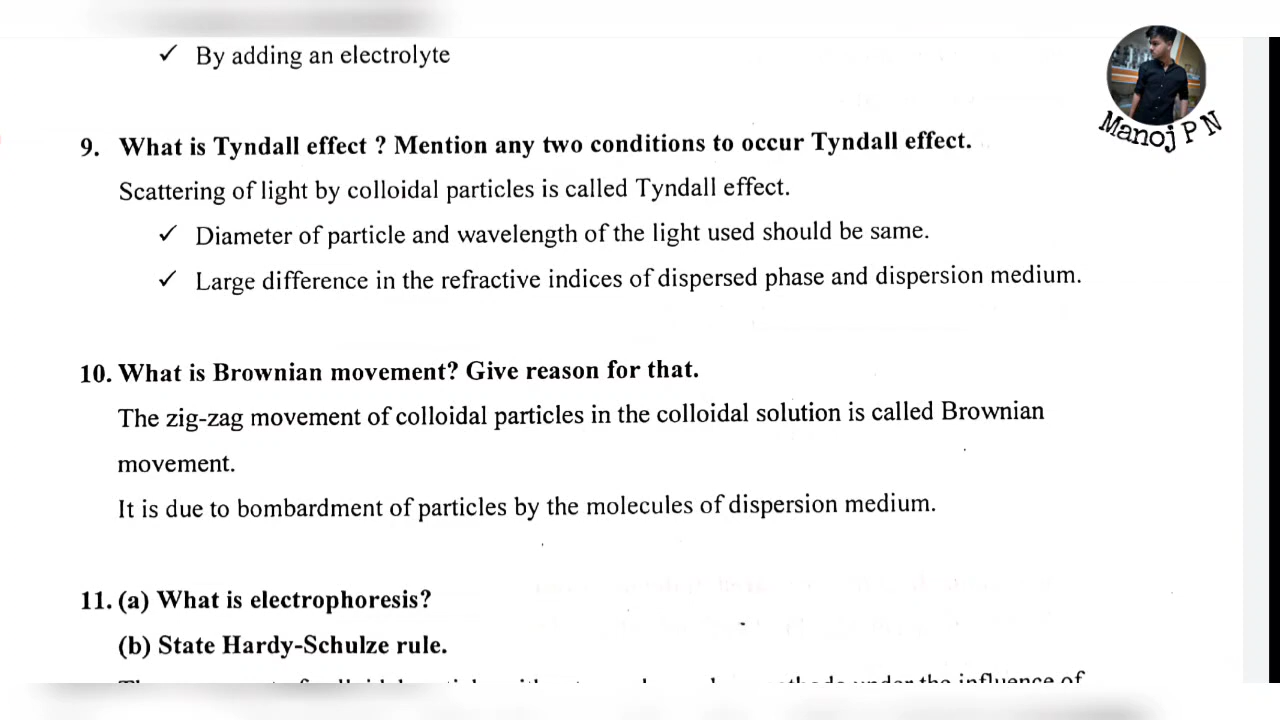 ✓ By adding an electrolyte
Manoj P N
9. What is Tyndall effect ? Mention any two conditions to occur Tyndall effect.
Scattering of light by colloidal particles is called Tyndall effect.
✓ Diameter of particle and wavelength of the light used should be same.
✓ Large difference in the refractive indices of dispersed phase and dispersion medium.
10. What is Brownian movement? Give reason for that.
The zig-zag movement of colloidal particles in the colloidal solution is called Brownian
movement.
It is due to bombardment of particles by the molecules of dispersion medium.
11. (a) What is electrophoresis?
(b) State Hardy-Schulze rule.
under the influence of